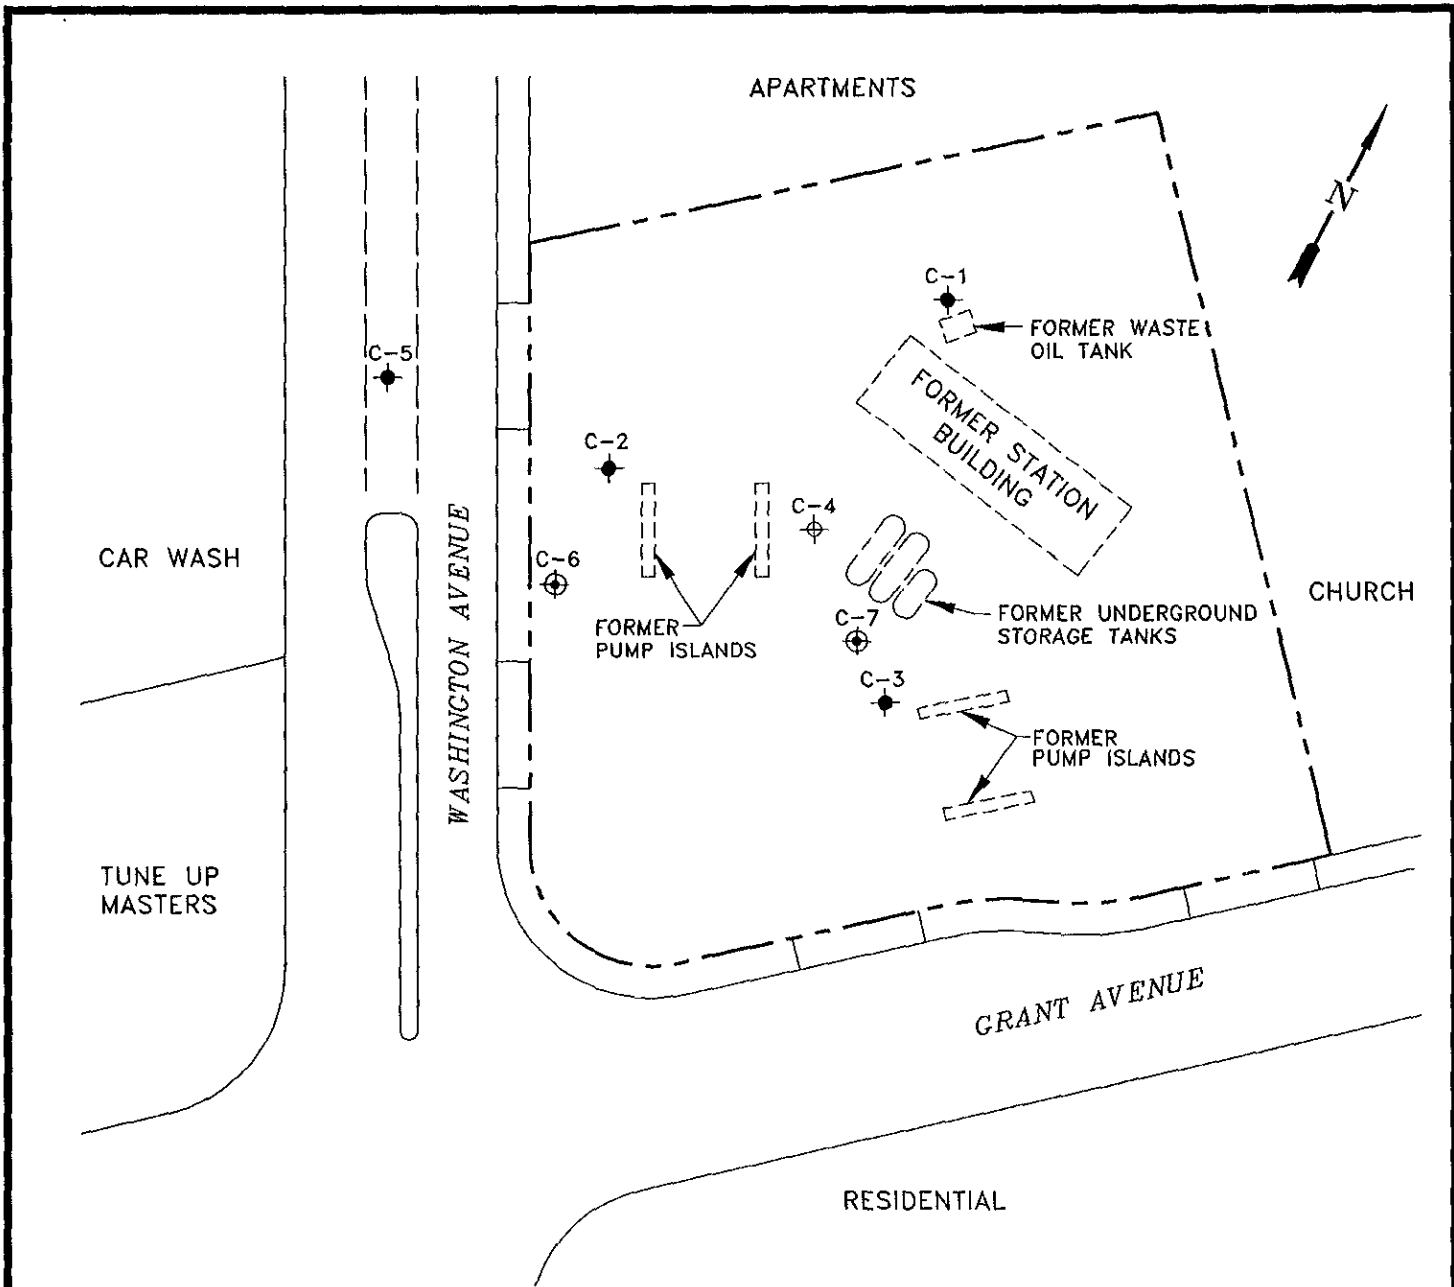 APARTMENTS
N
C-1
FORMER WASTE
OIL TANK
C-5
FORMER STATION
BUILDING
C-2
C-4
CAR WASH
WASHINGTON AVENUE
C-6
CHURCH
FORMER UNDERGROUND
STORAGE TANKS
C-7
FORMER
PUMP ISLANDS
C-3
FORMER
PUMP ISLANDS
TUNE UP
MASTERS
GRANT AVENUE
RESIDENTIAL